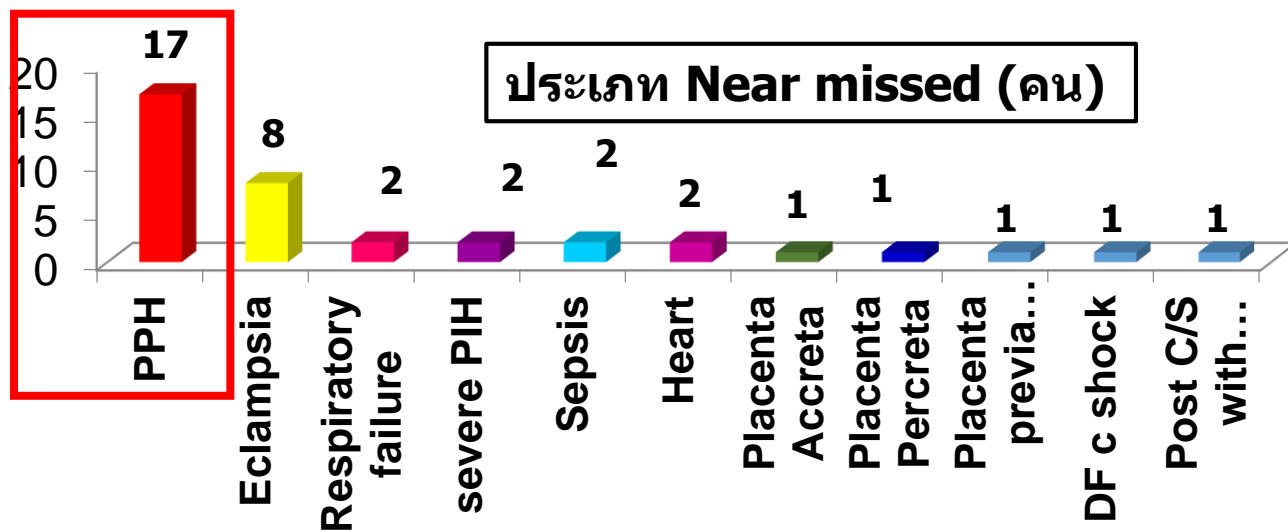 ประเภท Near missed (คน)
20
15
10
5
0
17
8
2
2
2
2
1
1
1
1
1
PPH
Eclampsia
Respiratory
failure
severe PIH
Sepsis
Heart
Placenta
Accreta
Placenta
Percreta
Placenta
previa…
DF c shock
Post C/S
with…